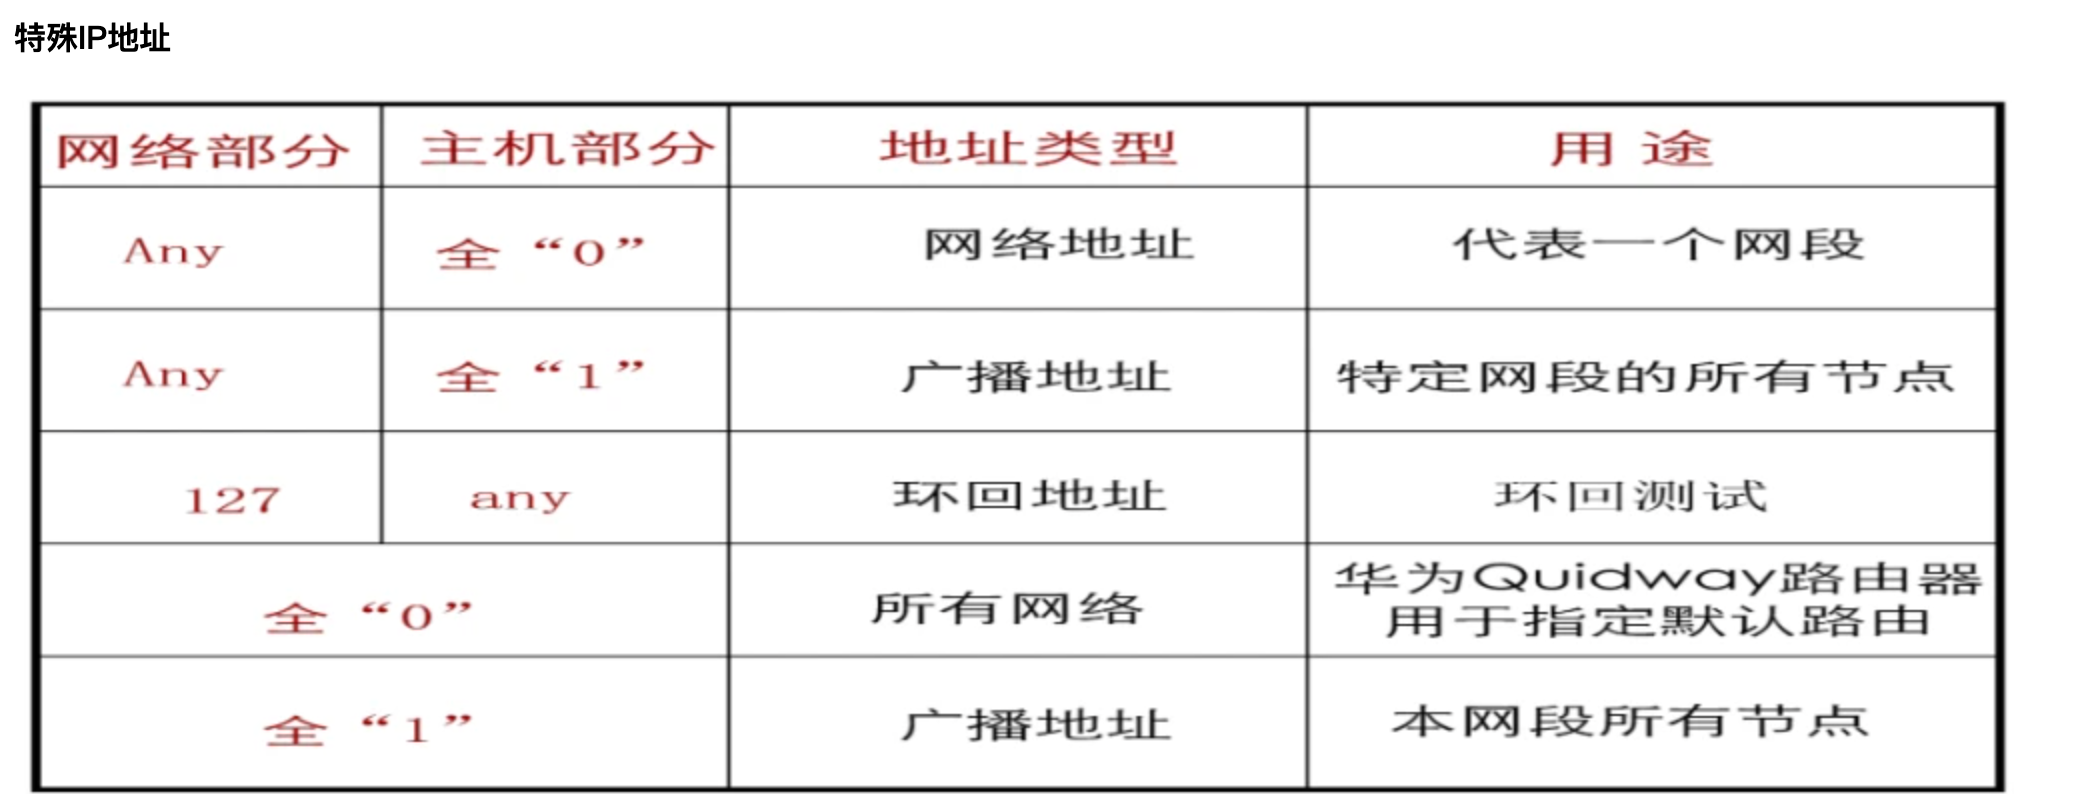 特殊IP地址
网络部分 主机部分 地址类型 用 途
Any 全“0” 网络地址 代表一个网段
Any 全“1” 广播地址 特定网段的所有节点
127 any 环回地址 环回测试
全“0” 所有网络 华为Quidway路由器
用于指定默认路由
全“1” 广播地址 本网段所有节点